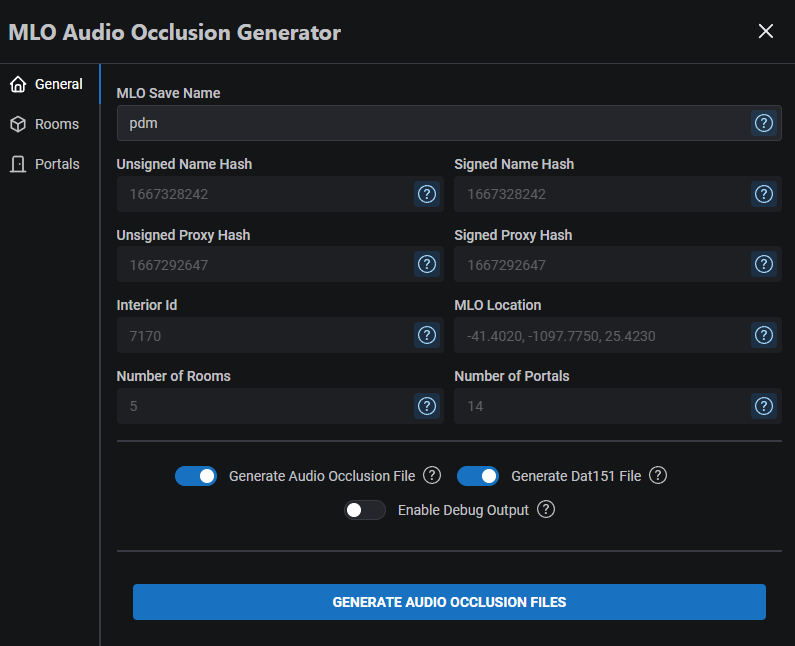 MLO Audio Occlusion Generator
General
Rooms
Portals
MLO Save Name
pdm
Unsigned Name Hash
Signed Name Hash
1667328242
1667328242
Unsigned Proxy Hash
Signed Proxy Hash
1667292647
1667292647
Interior Id
MLO Location
7170
-41.4020, -1097.7750, 25.4230
Number of Rooms
Number of Portals
5
14
Generate Audio Occlusion File
Generate Dat151 File
Enable Debug Output
GENERATE AUDIO OCCLUSION FILES